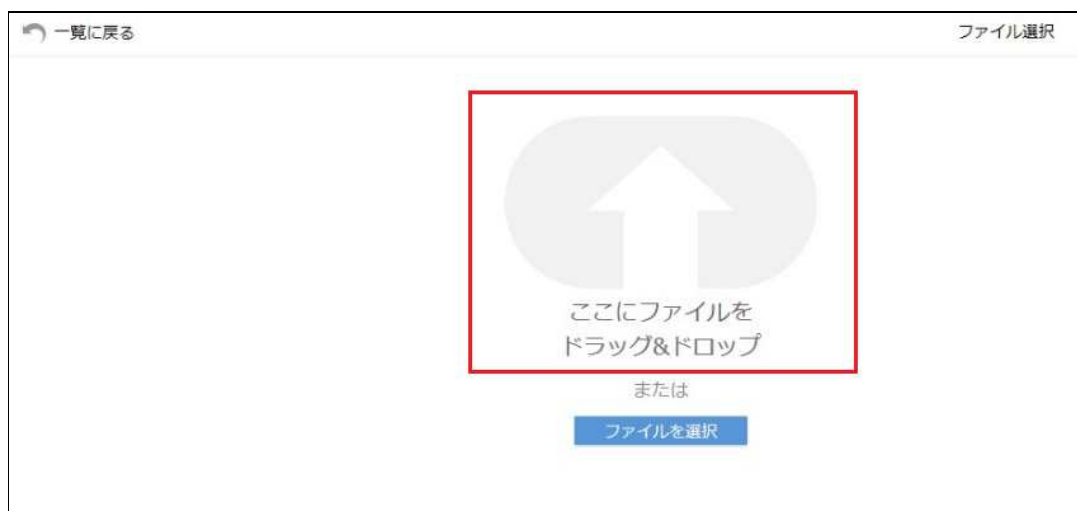 一覧に戻る
ファイル選択
ここにファイルを
ドラッグ&ドロップ
または
ファイルを選択